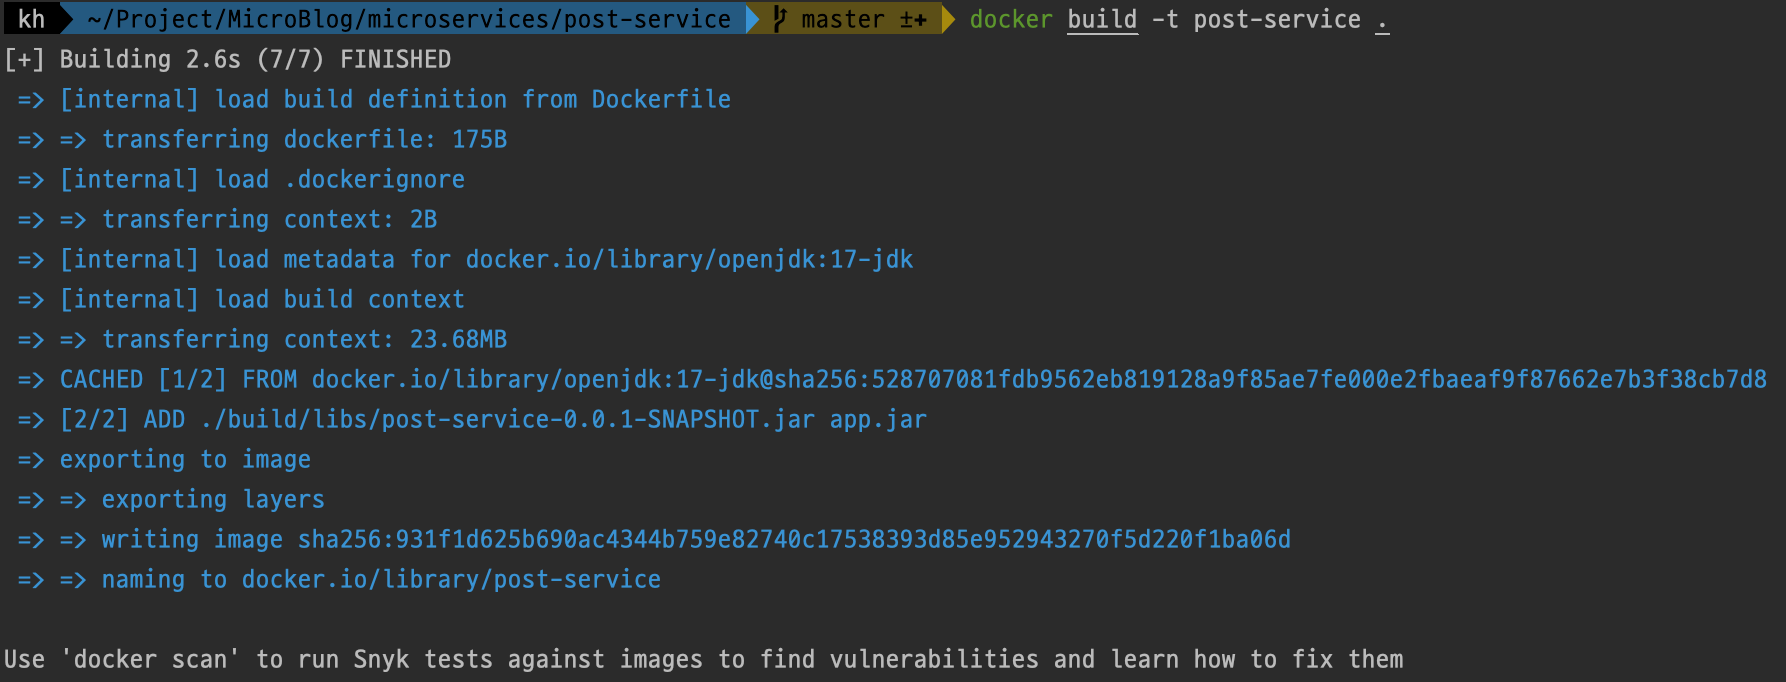 kh ~/Project/MicroBlog/microservices/post-service master ±✚ docker build -t post-service .
[+] Building 2.6s (7/7) FINISHED
=> [internal] load build definition from Dockerfile
=> => transferring dockerfile: 175B
=> [internal] load .dockerignore
=> => transferring context: 2B
=> [internal] load metadata for docker.io/library/openjdk:17-jdk
=> [internal] load build context
=> => transferring context: 23.68MB
=> CACHED [1/2] FROM docker.io/library/openjdk:17-jdk@sha256:528707081fdb9562eb819128a9f85ae7fe000e2fbaeaf9f87662e7b3f38cb7d8
=> [2/2] ADD ./build/libs/post-service-0.0.1-SNAPSHOT.jar app.jar
=> exporting to image
=> => exporting layers
=> => writing image sha256:931f1d625b690ac4344b759e82740c17538393d85e952943270f5d220f1ba06d
=> => naming to docker.io/library/post-service
Use 'docker scan' to run Snyk tests against images to find vulnerabilities and learn how to fix them